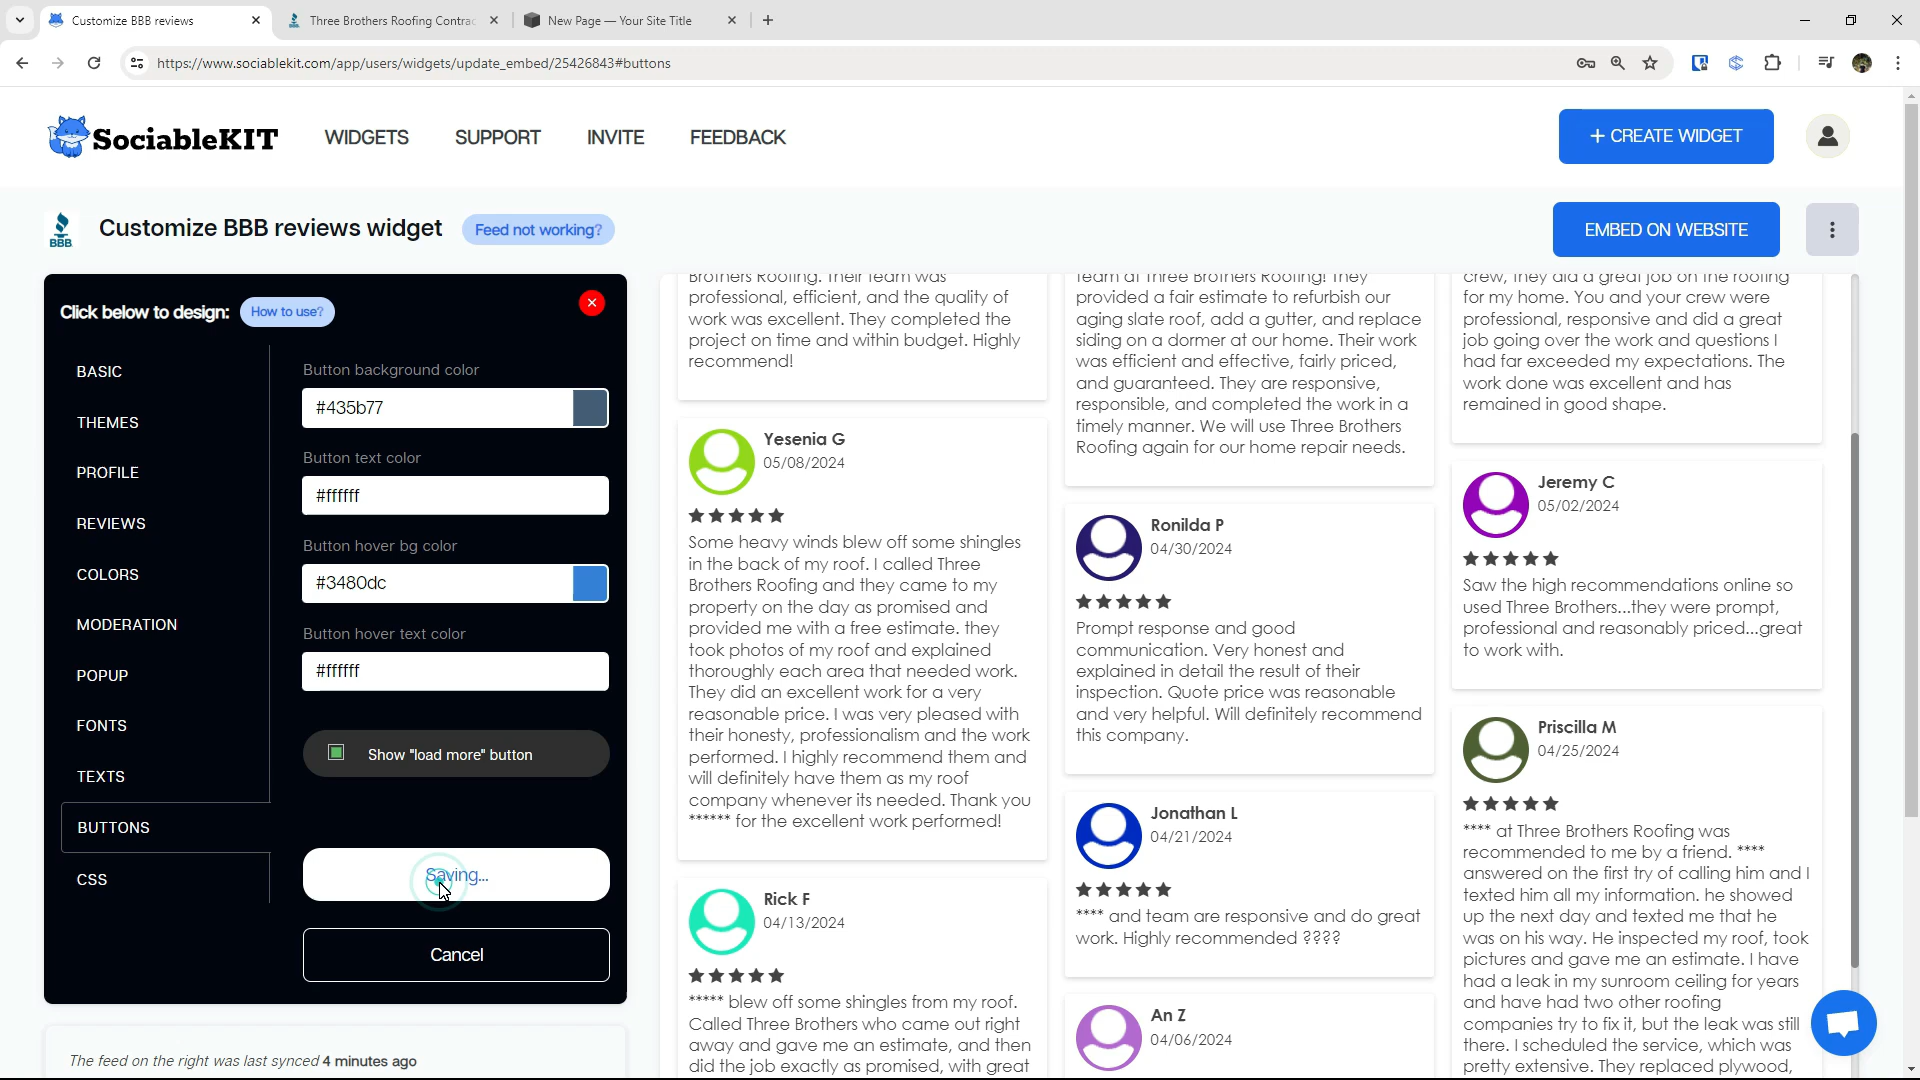 Customize BBB reviews
Three Brothers Roofing Contrac
New Page — Your Site Title
https://www.sociablekit.com/app/users/widgets/update_embed/25426843#buttons
SociableKIT
WIDGETS
SUPPORT
INVITE
FEEDBACK
+ CREATE WIDGET
BBB
Customize BBB reviews widget
Feed not working?
EMBED ON WEBSITE
Click below to design:
How to use?
BASIC
THEMES
PROFILE
REVIEWS
COLORS
MODERATION
POPUP
FONTS
TEXTS
BUTTONS
CSS
Button background color
#435b77
Button text color
#ffffff
Button hover bg color
#3480dc
Button hover text color
#ffffff
Show "load more" button
Saving...
Cancel
The feed on the right was last synced 4 minutes ago
Brothers Roofing. Their team was
professional, efficient, and the quality of
work was excellent. They completed the
project on time and within budget. Highly
recommend!
Yesenia G
05/08/2024
Some heavy winds blew off some shingles
in the back of my roof. I called Three
Brothers Roofing and they came to my
property on the day as promised and
provided me with a free estimate. they
took photos of my roof and explained
thoroughly each area that needed work.
They did an excellent work for a very
reasonable price. I was very pleased with
their honesty, professionalism and the work
performed. I highly recommend them and
will definitely have them as my roof
company whenever its needed. Thank you
****** for the excellent work performed!
Rick F
04/13/2024
***** blew off some shingles from my roof.
Called Three Brothers who came out right
away and gave me an estimate, and then
did the job exactly as promised, with great
team at Three Brothers Roofing! They
provided a fair estimate to refurbish our
aging slate roof, add a gutter, and replace
siding on a dormer at our home. Their work
was efficient and effective, fairly priced,
and guaranteed. They are responsive,
responsible, and completed the work in a
timely manner. We will use Three Brothers
Roofing again for our home repair needs.
Ronilda P
04/30/2024
Prompt response and good
communication. Very honest and
explained in detail the result of their
inspection. Quote price was reasonable
and very helpful. Will definitely recommend
this company.
Jonathan L
04/21/2024
**** and team are responsive and do great
work. Highly recommended ????
An Z
04/06/2024
crew, they did a great job on the roofing
for my home. You and your crew were
professional, responsive and did a great
job going over the work and questions I
had far exceeded my expectations. The
work done was excellent and has
remained in good shape.
Jeremy C
05/02/2024
Saw the high recommendations online so
used Three Brothers...they were prompt,
professional and reasonably priced...great
to work with.
Priscilla M
04/25/2024
**** at Three Brothers Roofing was
recommended to me by a friend. ****
answered on the first try of calling him and I
texted him all my information. he showed
up the next day and texted me that he
was on his way. He inspected my roof, took
pictures and gave me an estimate. I have
had a leak in my sunroom ceiling for years
and have had two other roofing
companies try to fix it, but the leak was still
there. I scheduled the service, which was
pretty extensive. They replaced plywood,